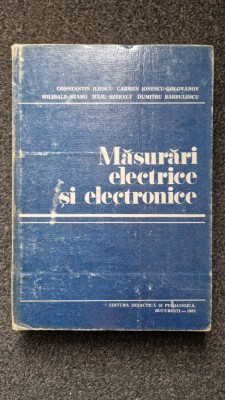 CONSTANTIN ILIESCU CARMEN IONESCU-GOLOVANOV
WILIBALD SZABO IULIU SZEKELY DUMITRU BĂRBULESCU
Măsurări
electrice
și electronice
EDITURA DIDACTICĂ ȘI PEDAGOGICĂ,
BUCUREȘTI —